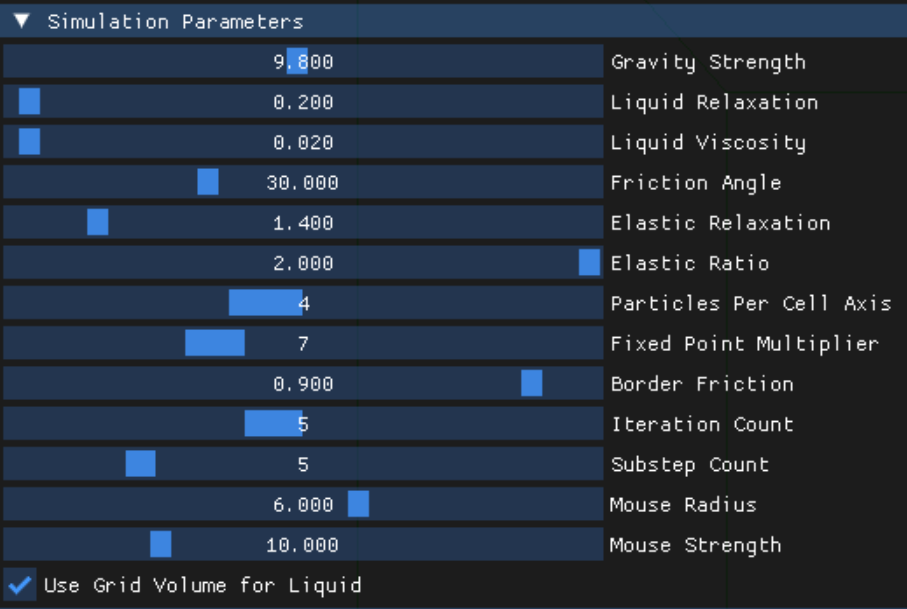 Simulation Parameters
9.800 Gravity Strength
0.200 Liquid Relaxation
0.020 Liquid Viscosity
30.000 Friction Angle
1.400 Elastic Relaxation
2.000 Elastic Ratio
4 Particles Per Cell Axis
7 Fixed Point Multiplier
0.900 Border Friction
5 Iteration Count
5 Substep Count
6.000 Mouse Radius
10.000 Mouse Strength
Use Grid Volume for Liquid